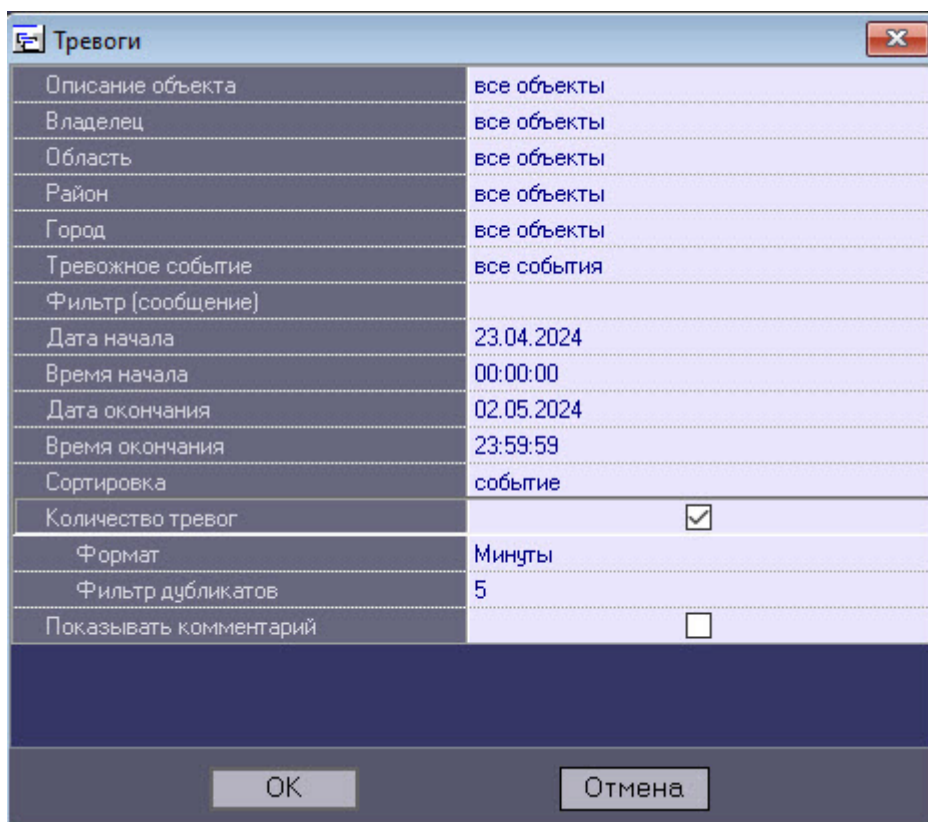 Тревоги
Описание объекта все объекты
Владелец все объекты
Область все объекты
Район все объекты
Город все объекты
Тревожное событие все события
Фильтр (сообщение)
Дата начала 23.04.2024
Время начала 00:00:00
Дата окончания 02.05.2024
Время окончания 23:59:59
Сортировка событие
Количество тревог
Формат Минуты
Фильтр дубликатов 5
Показывать комментарий
OK Отмена